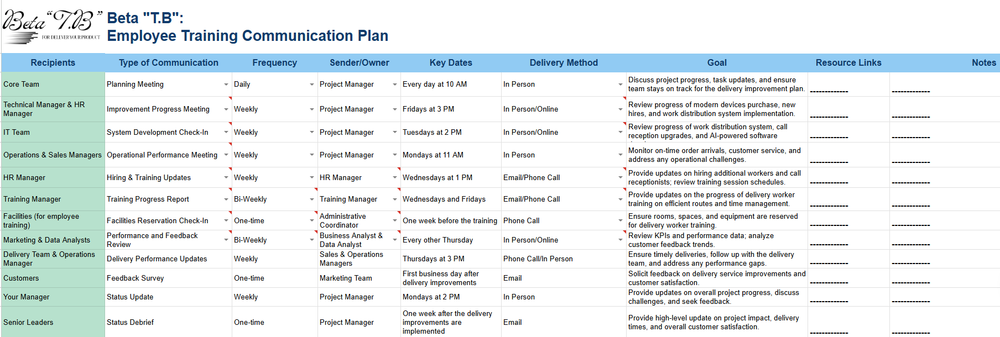 Beta "T.B"
FOR DELEVER YOUR PRODUCT
Beta "T.B":
Employee Training Communication Plan
Recipients Type of Communication Frequency Sender/Owner Key Dates Delivery Method Goal Resource Links Notes
Core Team Planning Meeting Daily Project Manager Every day at 10 AM In Person Discuss project progress, task updates, and ensure
team stays on track for the delivery improvement plan. ------------- -------------
Technical Manager & HR
Manager Improvement Progress Meeting Weekly Project Manager Fridays at 3 PM In Person/Online Review progress of modern devices purchase, new
hires, and work distribution system implementation. ------------- -------------
IT Team System Development Check-In Weekly Project Manager Tuesdays at 2 PM In Person/Online Review progress of work distribution system, call
reception upgrades, and AI-powered software
------------- -------------
Operations & Sales Managers Operational Performance Meeting Weekly Project Manager Mondays at 11 AM In Person Monitor on-time order arrivals, customer service, and
address any operational challenges. ------------- -------------
HR Manager Hiring & Training Updates Weekly HR Manager Wednesdays at 1 PM Email/Phone Call Provide updates on hiring additional workers and call
receptionists; review training session schedules. ------------- -------------
Training Manager Training Progress Report Bi-Weekly Training Manager Wednesdays and Fridays Email/Phone Call Provide updates on the progress of delivery worker
training on efficient routes and time management. ------------- -------------
Facilities (for employee
training) Facilities Reservation Check-In One-time Administrative
Coordinator One week before the training Phone Call Ensure rooms, spaces, and equipment are reserved
for delivery worker training. ------------- -------------
Marketing & Data Analysts Performance and Feedback
Review Bi-Weekly Business Analyst &
Data Analyst Every other Thursday In Person/Online Review KPIs and performance data; analyze
customer feedback trends. ------------- -------------
Delivery Team & Operations
Manager Delivery Performance Updates Weekly Sales & Operations
Managers Thursdays at 3 PM Phone Call/In Person Ensure timely deliveries, follow up with the delivery
team, and address any performance gaps. ------------- -------------
Customers Feedback Survey One-time Marketing Team First business day after
delivery improvements Email Solicit feedback on delivery service improvements and
customer satisfaction. ------------- -------------
Your Manager Status Update Weekly Project Manager Mondays at 2 PM In Person Provide updates on overall project progress, discuss
challenges, and seek feedback. ------------- -------------
Senior Leaders Status Debrief One-time Project Manager One week after the delivery
improvements are
implemented Email Provide high-level update on project impact, delivery
times, and overall customer satisfaction. ------------- -------------